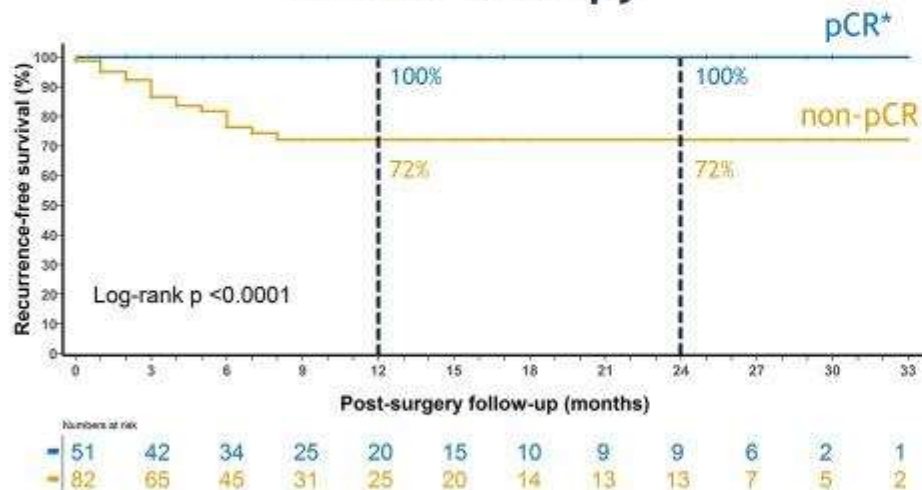 pCR*
100% 100%
non-pCR
72% 72%
Log-rank p <0.0001
Recurrence-free survival (%)
100
90
80
70
60
50
40
30
20
10
0
0 3 6 9 12 15 18 21 24 27 30 33
Post-surgery follow-up (months)
Numbers at risk
51 42 34 25 20 15 10 9 9 6 2 1
82 65 45 31 25 20 14 13 13 7 5 2